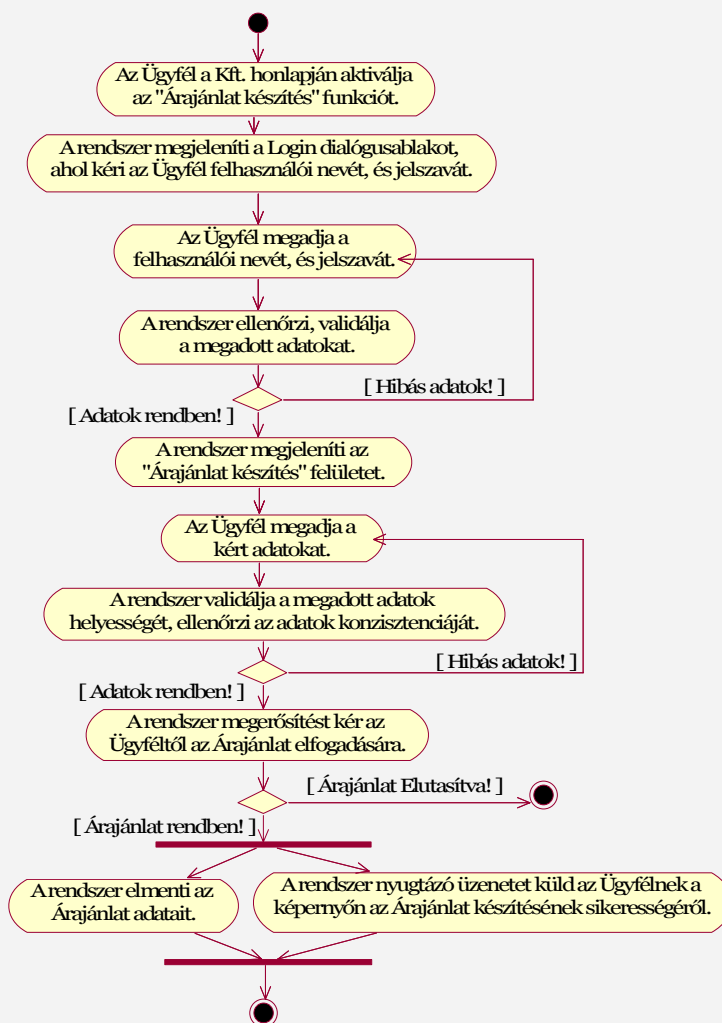 Az Ügyfél a Kft. honlapján aktiválja
az "Árajánlat készítés" funkciót.
A rendszer megjeleníti a Login dialógusablakot,
ahol kéri az Ügyfél felhasználói nevét, és jelszavát.
Az Ügyfél megadja a
felhasználói nevét, és jelszavát.
A rendszer ellenőrzi, validálja
a megadott adatokat.
[ Hibás adatok! ]
[ Adatok rendben! ]
A rendszer megjeleníti az
"Árajánlat készítés" felületet.
Az Ügyfél megadja a
kért adatokat.
A rendszer validálja a megadott adatok
helyességét, ellenőrzi az adatok konzisztenciáját.
[ Hibás adatok! ]
[ Adatok rendben! ]
A rendszer megerősítést kér az
Ügyféltől az Árajánlat elfogadására.
[ Árajánlat Elutasítva! ]
[ Árajánlat rendben! ]
A rendszer elmenti az
Árajánlat adatait.
A rendszer nyugtázó üzenetet küld az Ügyfélnek a
képernyőn az Árajánlat készítésének sikerességéről.